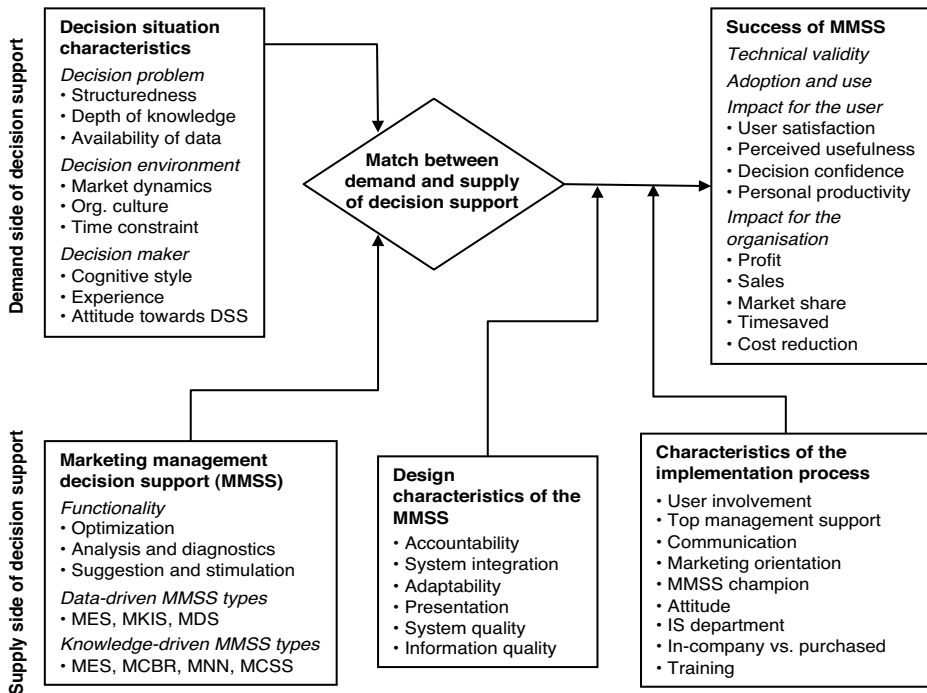 Demand side of decision support
Decision situation
characteristics
Decision problem
• Structuredness
• Depth of knowledge
• Availability of data
Decision environment
• Market dynamics
• Org. culture
• Time constraint
Decision maker
• Cognitive style
• Experience
• Attitude towards DSS
Match between
demand and supply
of decision support
Success of MMSS
Technical validity
Adoption and use
Impact for the user
• User satisfaction
• Perceived usefulness
• Decision confidence
• Personal productivity
Impact for the
organisation
• Profit
• Sales
• Market share
• Timesaved
• Cost reduction
Supply side of decision support
Marketing management
decision support (MMSS)
Functionality
• Optimization
• Analysis and diagnostics
• Suggestion and stimulation
Data-driven MMSS types
• MES, MKIS, MDS
Knowledge-driven MMSS types
• MES, MCBR, MNN, MCSS
Design
characteristics of the
MMSS
• Accountability
• System integration
• Adaptability
• Presentation
• System quality
• Information quality
Characteristics of the
implementation process
• User involvement
• Top management support
• Communication
• Marketing orientation
• MMSS champion
• Attitude
• IS department
• In-company vs. purchased
• Training